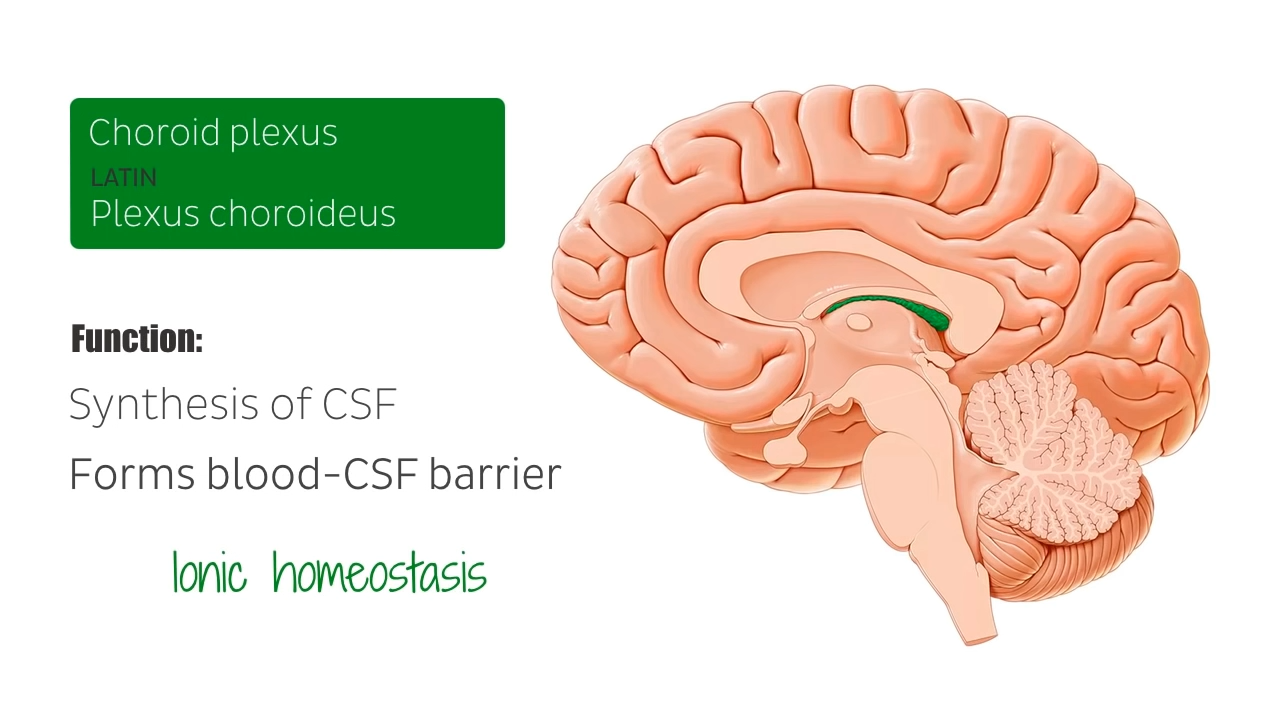 Choroid plexus
LATIN
Plexus choroideus
Function:
Synthesis of CSF
Forms blood-CSF barrier
Ionic homeostasis